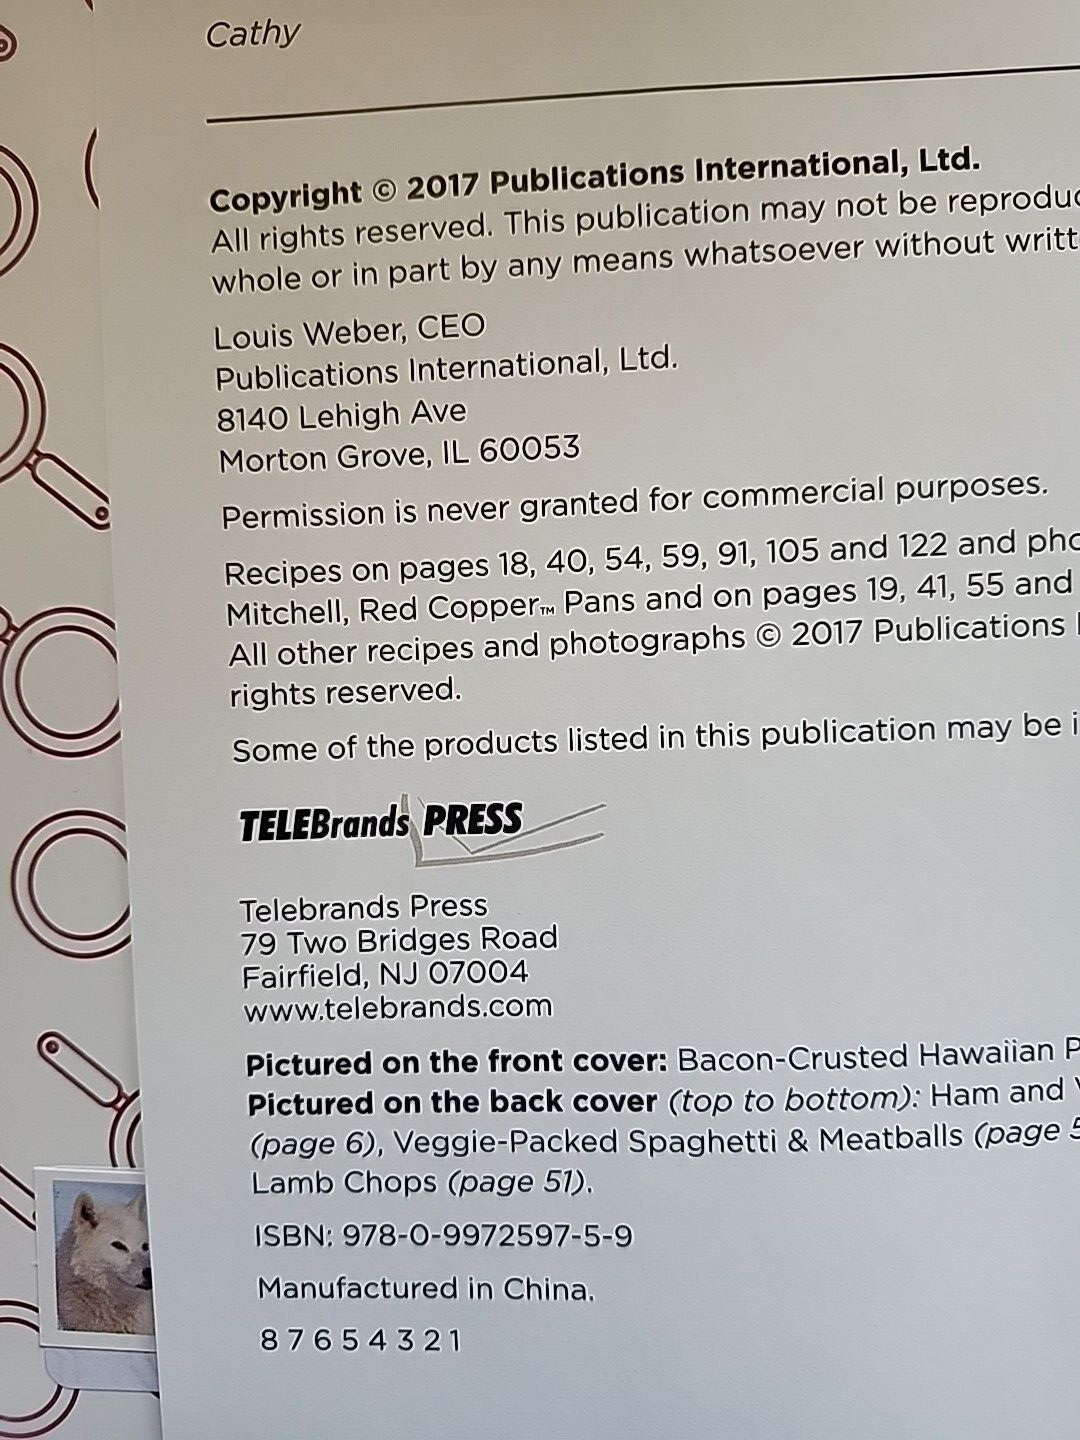 Cathy
Copyright © 2017 Publications International, Ltd.
All rights reserved. This publication may not be reproduc
whole or in part by any means whatsoever without writt
Louis Weber, CEO
Publications International, Ltd.
8140 Lehigh Ave
Morton Grove, IL 60053
Permission is never granted for commercial purposes.
Recipes on pages 18, 40, 54, 59, 91, 105 and 122 and pho
Mitchell, Red Copper™ Pans and on pages 19, 41, 55 and
All other recipes and photographs © 2017 Publications
rights reserved.
Some of the products listed in this publication may be i
TELEBrands PRESS
Telebrands Press
79 Two Bridges Road
Fairfield, NJ 07004
www.telebrands.com
Pictured on the front cover: Bacon-Crusted Hawaiian P
Pictured on the back cover (top to bottom): Ham and
(page 6), Veggie-Packed Spaghetti & Meatballs (page 5
Lamb Chops (page 51).
ISBN: 978-0-9972597-5-9
Manufactured in China.
8 7 6 5 4 3 2 1